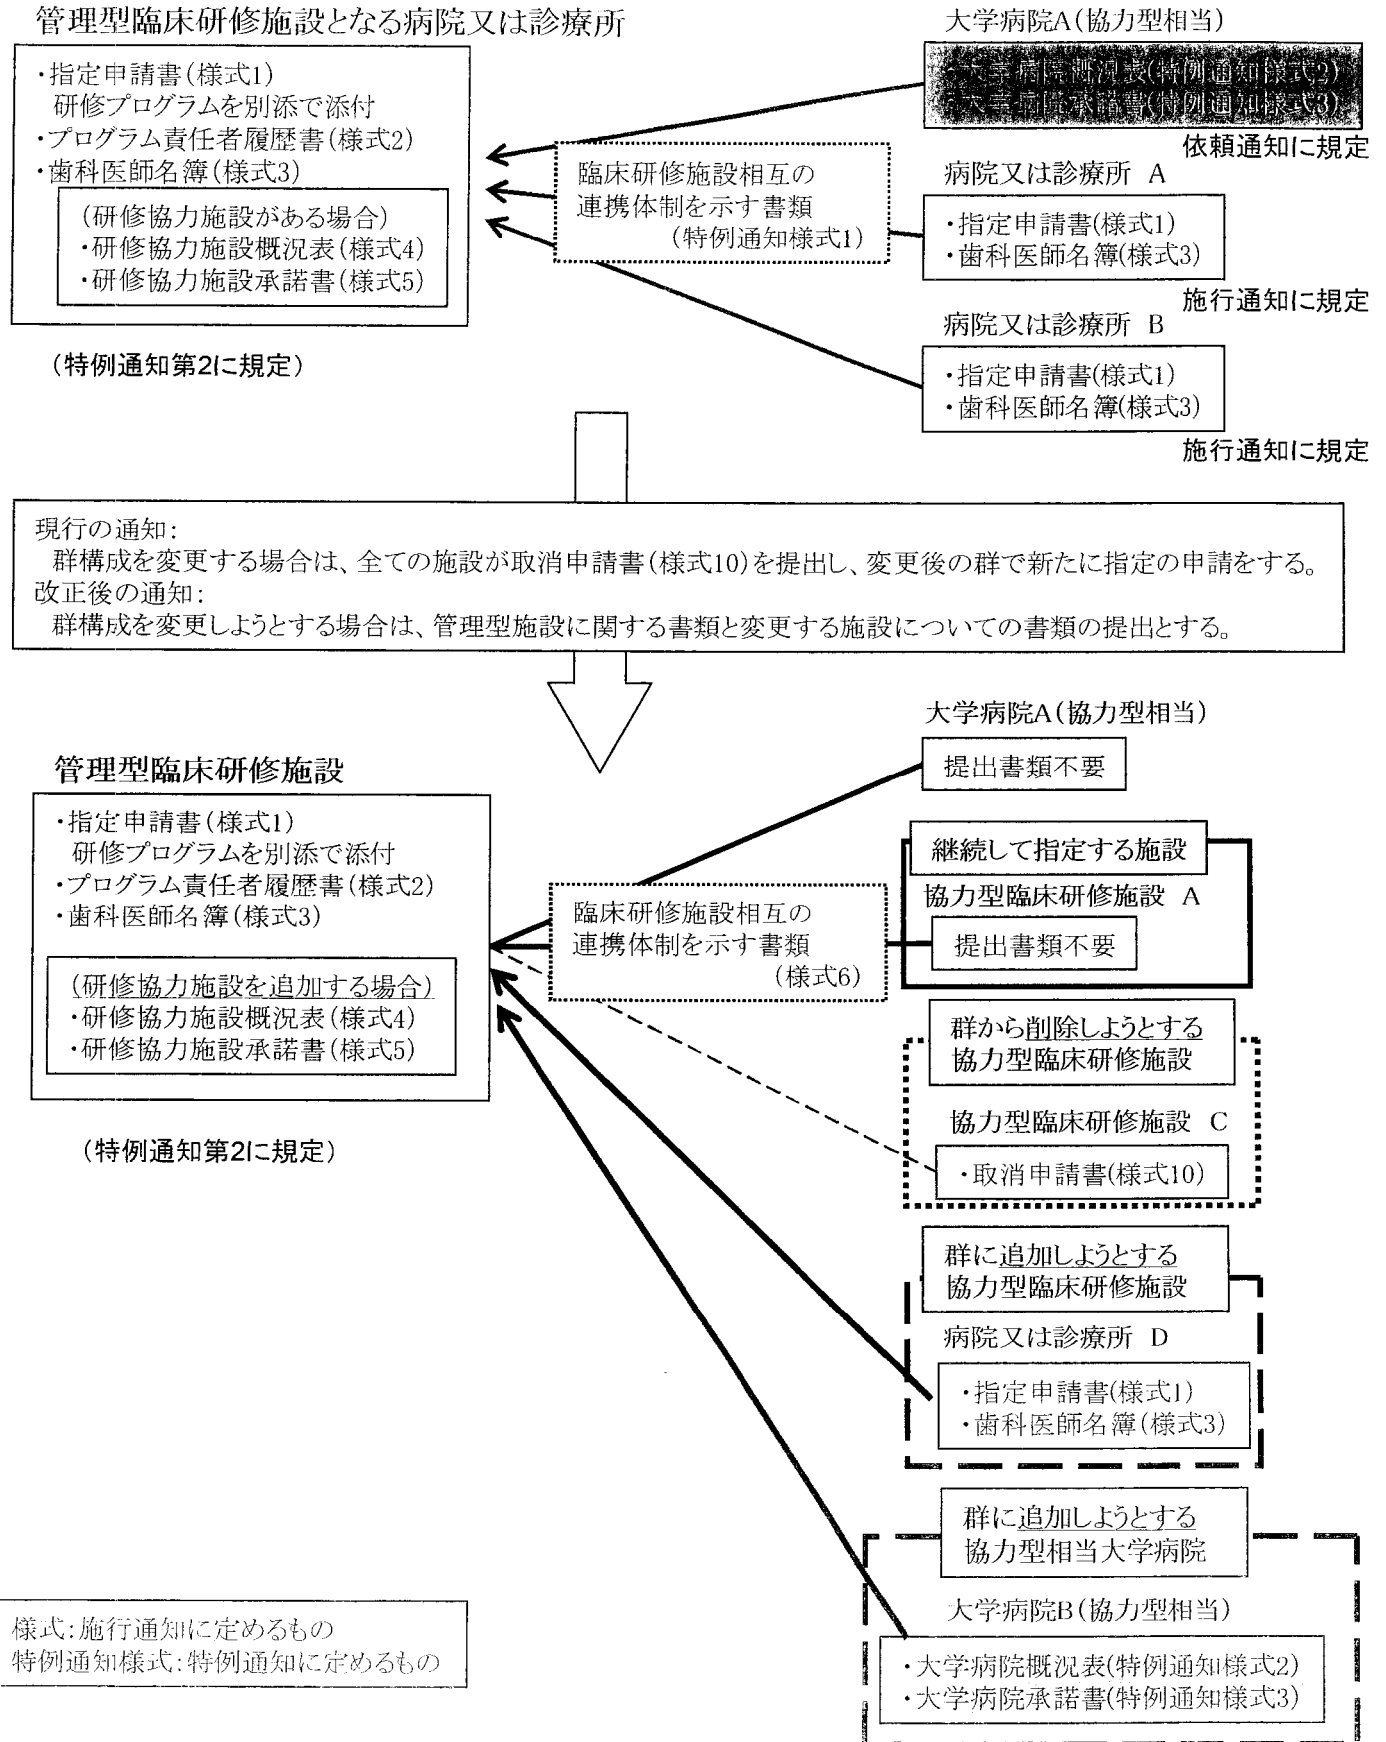 管理型臨床研修施設となる病院又は診療所
・指定申請書(様式1)
研修プログラムを別添で添付
・プログラム責任者履歴書(様式2)
・歯科医師名簿(様式3)
(研修協力施設がある場合)
・研修協力施設概況表(様式4)
・研修協力施設承諾書(様式5)
(特例通知第2に規定)
臨床研修施設相互の
連携体制を示す書類
(特例通知様式1)
大学病院A(協力型相当)
・大学病院概況表(特例通知様式2)
・大学病院承諾書(特例通知様式3)
依頼通知に規定
病院又は診療所 A
・指定申請書(様式1)
・歯科医師名簿(様式3)
施行通知に規定
病院又は診療所 B
・指定申請書(様式1)
・歯科医師名簿(様式3)
施行通知に規定
現行の通知:
群構成を変更する場合は、全ての施設が取消申請書(様式10)を提出し、変更後の群で新たに指定の申請をする。
改正後の通知:
群構成を変更しようとする場合は、管理型施設に関する書類と変更する施設についての書類の提出とする。
管理型臨床研修施設
・指定申請書(様式1)
研修プログラムを別添で添付
・プログラム責任者履歴書(様式2)
・歯科医師名簿(様式3)
(研修協力施設を追加する場合)
・研修協力施設概況表(様式4)
・研修協力施設承諾書(様式5)
(特例通知第2に規定)
臨床研修施設相互の
連携体制を示す書類
(様式6)
大学病院A(協力型相当)
提出書類不要
継続して指定する施設
協力型臨床研修施設 A
提出書類不要
群から削除しようとする
協力型臨床研修施設
協力型臨床研修施設 C
・取消申請書(様式10)
群に追加しようとする
協力型臨床研修施設
病院又は診療所 D
・指定申請書(様式1)
・歯科医師名簿(様式3)
群に追加しようとする
協力型相当大学病院
大学病院B(協力型相当)
・大学病院概況表(特例通知様式2)
・大学病院承諾書(特例通知様式3)
様式:施行通知に定めるもの
特例通知様式:特例通知に定めるもの